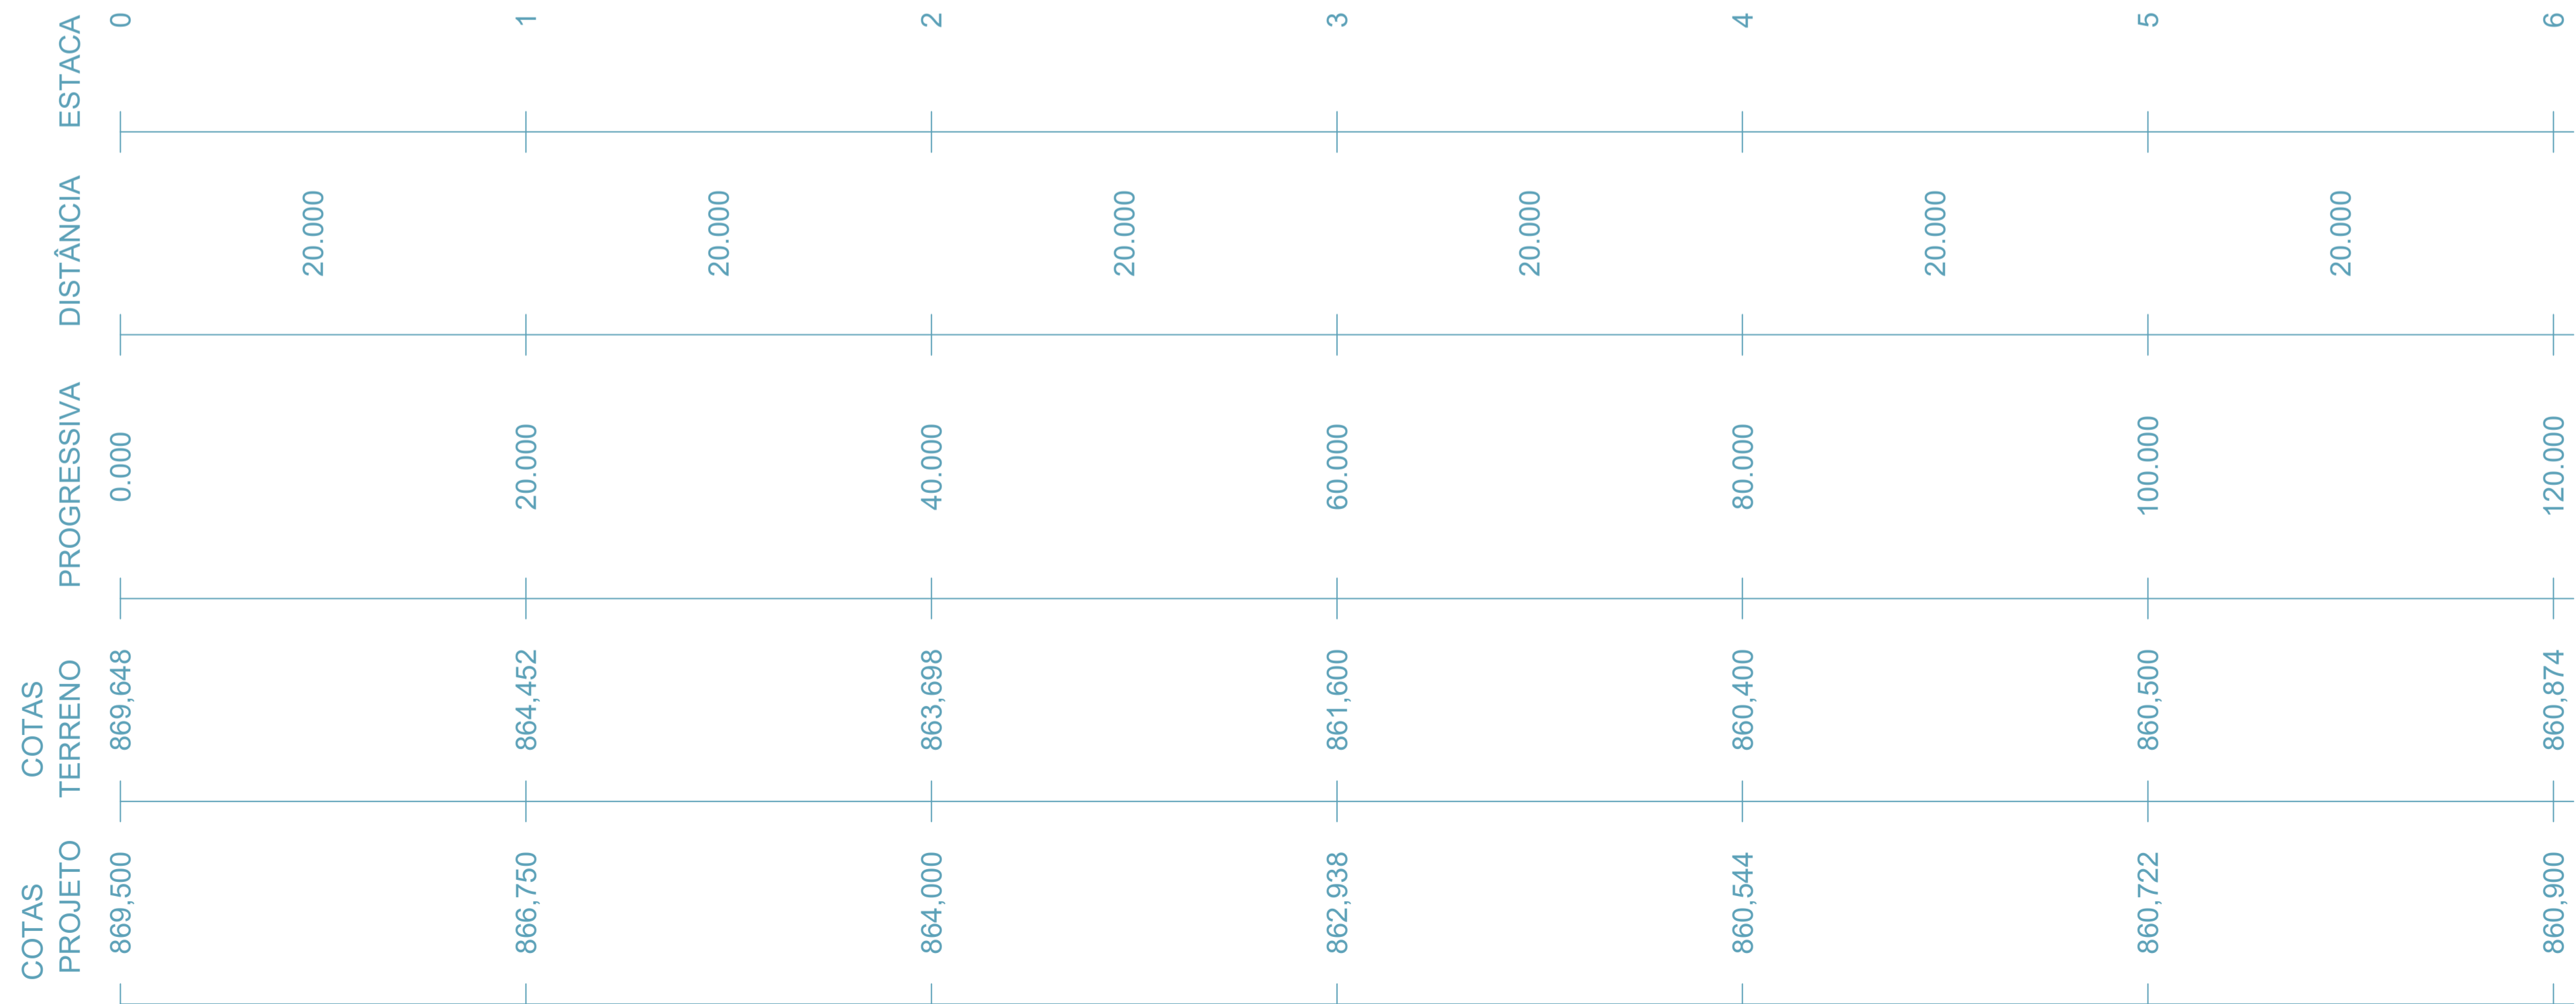 ESTACA 0 1 2 3 4 5 6
DISTÂNCIA 20.000 20.000 20.000 20.000 20.000 20.000
PROGRESSIVA 0.000 20.000 40.000 60.000 80.000 100.000 120.000
COTAS
TERRENO 869,648 864,452 863,698 861,600 860,400 860,500 860,874
COTAS
PROJETO 869,500 866,750 864,000 862,938 860,544 860,722 860,900